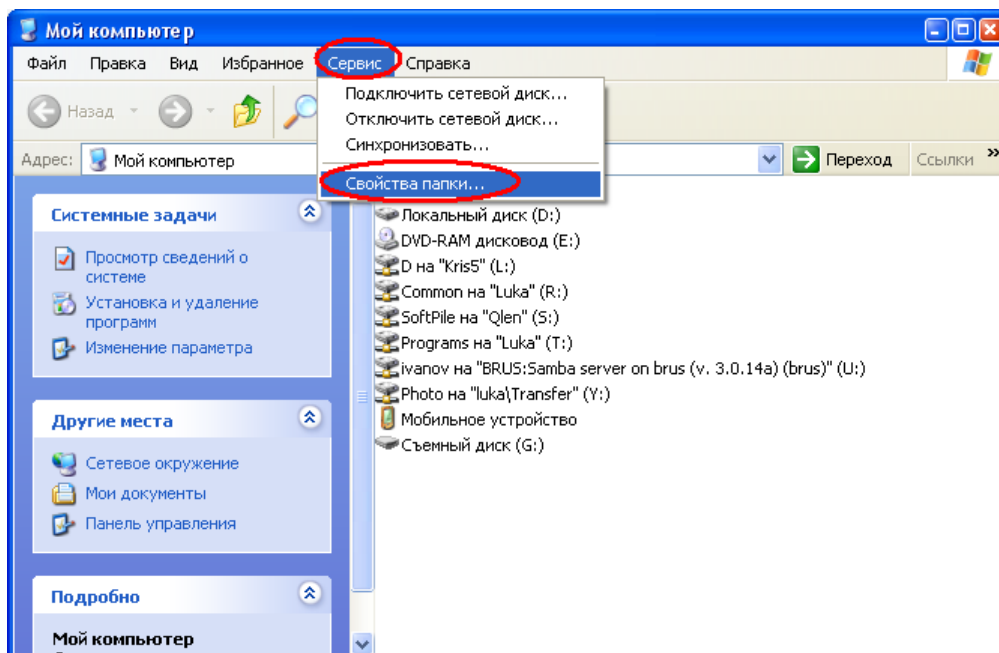 Мой компьютер
Файл Правка Вид Избранное Сервис Справка
Назад
Подключить сетевой диск...
Отключить сетевой диск...
Синхронизовать...
Свойства папки...
Адрес: Мой компьютер Переход Ссылки »
Системные задачи
Просмотр сведений о
системе
Установка и удаление
программ
Изменение параметра
Другие места
Сетевое окружение
Мои документы
Панель управления
Подробно
Мой компьютер
Локальный диск (D:)
DVD-RAM дисковод (E:)
D на "Kris5" (L:)
Common на "Luka" (R:)
SoftPile на "Qlen" (S:)
Programs на "Luka" (T:)
ivanov на "BRUS:Samba server on brus (v. 3.0.14a) (brus)" (U:)
Photo на "luka\Transfer" (Y:)
Мобильное устройство
Съемный диск (G:)